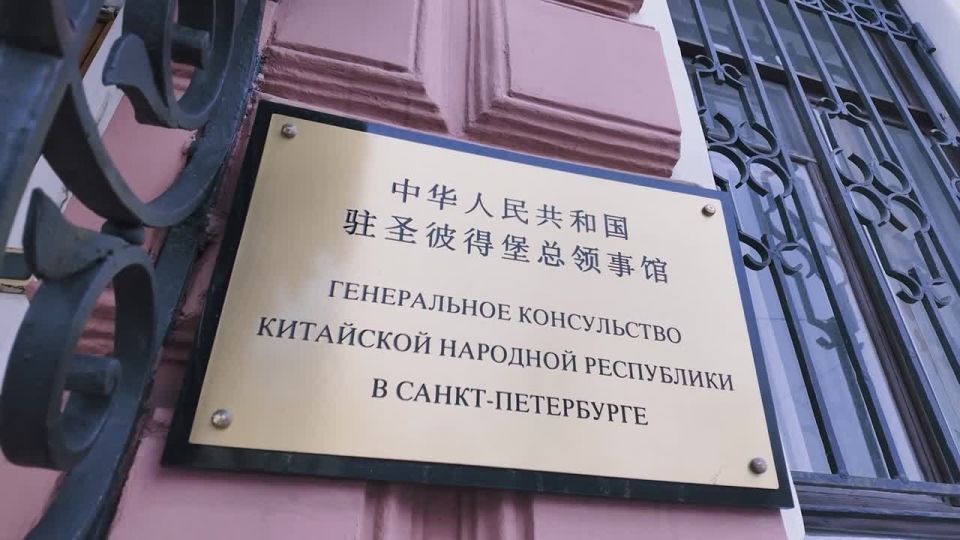 中华人民共和国
驻圣彼得堡总领事馆
ГЕНЕРАЛЬНОЕ КОНСУЛЬСТВО
КИТАЙСКОЙ НАРОДНОЙ РЕСПУБЛИКИ
В САНКТ-ПЕТЕРБУРГЕ